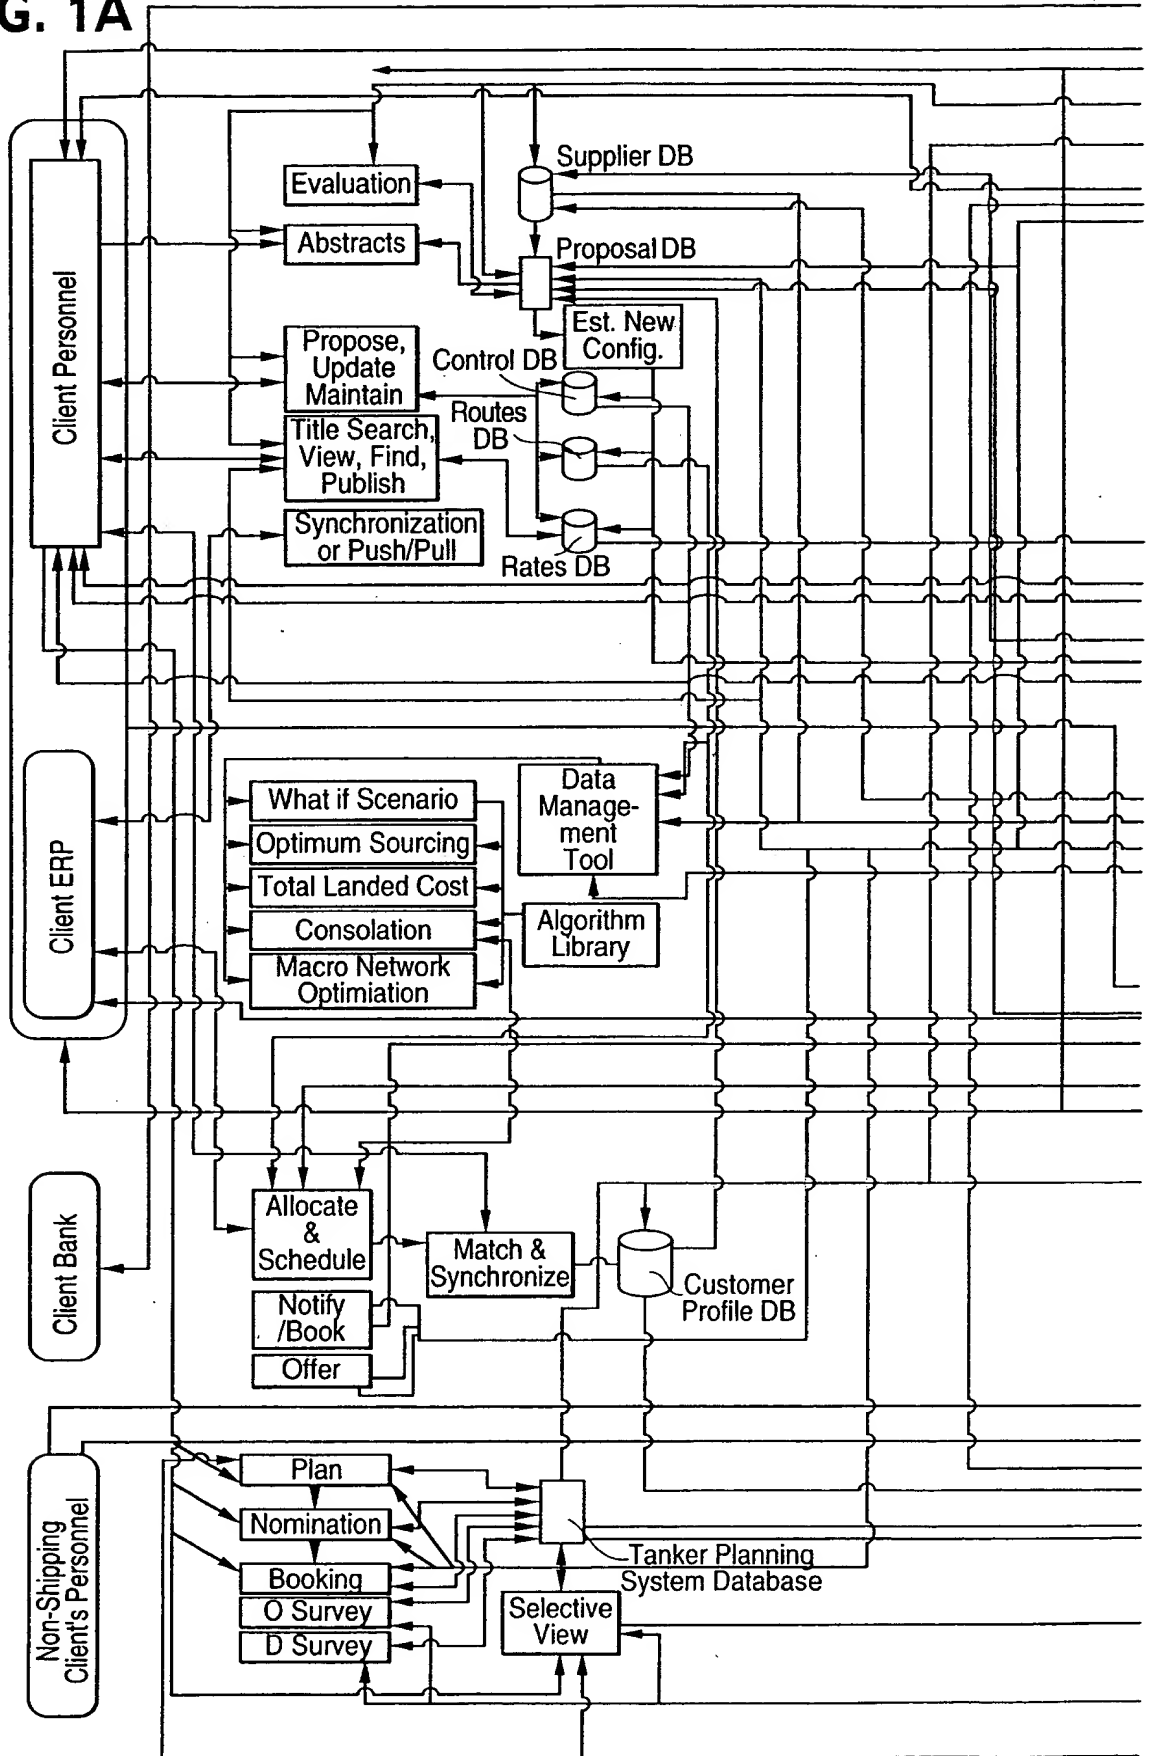 G. 1A
Supplier DB
Evaluation
Abstracts
Proposal DB
Client Personnel
Est. New
Config.
Propose,
Update
Maintain
Control DB
Routes
DB
Title Search,
View, Find,
Publish
Synchronization
or Push/Pull
Rates DB
Client ERP
What if Scenario
Optimum Sourcing
Total Landed Cost
Consolation
Macro Network
Optimiation
Data
Manage-
ment
Tool
Algorithm
Library
Client Bank
Allocate
&
Schedule
Match &
Synchronize
Customer
Profile DB
Notify
/Book
Offer
Non-Shipping
Client's Personnel
Plan
Nomination
Booking
O Survey
D Survey
Tanker Planning
System Database
Selective
View